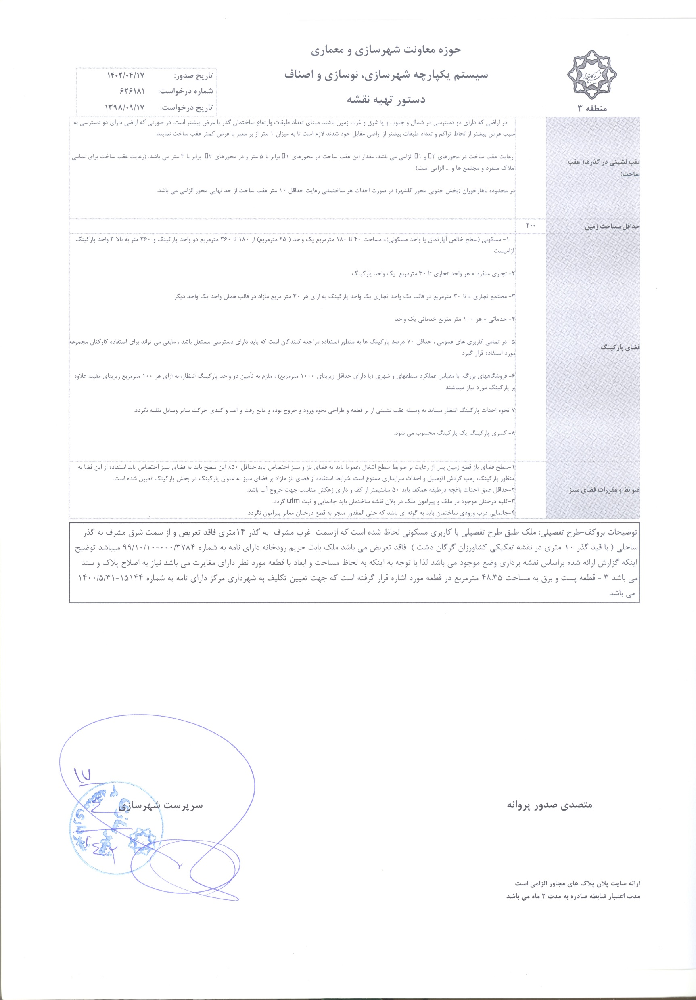 حوزه معاونت شهرسازی و معماری
سیستم یکپارچه شهرسازی، نوسازی و اصناف
دستور تهیه نقشه
منطقه ۳
تاریخ صدور: ۱۴۰۲/۰۴/۱۷
شماره درخواست: ۶۲۶۱۸۱
تاریخ درخواست: ۱۳۹۸/۰۹/۱۷
عقب نشینی در گذرها( عقب
ساخت)
در اراضی که دارای دو دسترسی در شمال و جنوب و یا شرق و غرب زمین باشند مبنای تعداد طبقات وارتفاع ساختمان گذر با عرض بیشتر است. در صورتی که اراضی دارای دو دسترسی به
سبب عرض بیشتر از لحاظ تراکم و تعداد طبقات بیشتر از اراضی مقابل خود شدند لازم است تا به میزان ۱ متر از بر معبر با عرض کمتر عقب ساخت نمایند.
رعایت عقب ساخت در محورهای ۲▯ و ۱▯ الزامی می باشد. مقدار این عقب ساخت در محورهای ۱▯ برابر با ۵ متر و در محورهای ۲▯ برابر با ۳ متر می باشد. (رعایت عقب ساخت برای تمامی
ملاک منفرد و مجتمع ها و ... الزامی است)
در محدوده ناهارخوران (بخش جنوبی محور گلشهر) در صورت احداث هر ساختمانی رعایت حداقل ۱۰ متر عقب ساخت از حد نهایی محور الزامی می باشد.
حداقل مساحت زمین ۲۰۰
فضای پارکینگ
۱- مسکونی (سطح خالص آپارتمان یا واحد مسکونی)= مساحت ۴۰ تا ۱۸۰ مترمربع یک واحد ( ۲۵ مترمربع) از ۱۸۰ تا ۳۶۰ مترمربع دو واحد پارکینگ و ۳۶۰ متر به بالا ۳ واحد پارکینگ
لزامیست
۲- تجاری منفرد = هر واحد تجاری تا ۳۰ مترمربع یک واحد پارکینگ
۳- مجتمع تجاری = تا ۳۰ مترمربع در قالب یک واحد تجاری یک واحد پارکینگ به ازای هر ۳۰ متر مربع مازاد در قالب همان واحد یک واحد دیگر
۴- خدماتی = هر ۱۰۰ متر متربع خدماتی یک واحد
۵- در تمامی کاربری های عمومی ، حداقل ۷۰ درصد پارکینگ ها به منظور استفاده مراجعه کنندگان است که باید دارای دسترسی مستقل باشد ، مابقی می تواند برای استفاده کارکنان مجموعه
مورد استفاده قرار گیرد
۶- فروشگاههای بزرگ، با مقیاس عملکرد منطقهای و شهری (یا دارای حداقل زیربنای ۱۰۰۰ مترمربع) ، ملزم به تأمین دو واحد پارکینگ انتظار، به ازای هر ۱۰۰ مترمربع زیربنای مفید، علاوه
بر پارکینگ مورد نیاز میباشند
۷ نحوه احداث پارکینگ انتظار میباید به وسیله عقب نشینی از بر قطعه و طراحی نحوه ورود و خروج بوده و مانع رفت و آمد و کندی حرکت سایر وسایل نقلیه نگردد.
۸- کسری پارکینگ یک پارکینگ محسوب می شود.
ضوابط و مقررات فضای سبز
۱-سطح فضای باز قطع زمین پس از رعایت بر ضوابط سطح اشغال ،عموما باید به فضای باز و سبز اختصاص یابد.حداقل ۵۰٪ این سطح باید به فضای سبز اختصاص یابد.استفاده از این فضا به
منظور پارکینگ، رمپ گردش اتومبیل و احداث سرایداری ممنوع است .شرایط استفاده از فضای باز مازاد بر فضای سبز به عنوان پارکینگ در بخش پارکینگ تعیین شده است.
۲-حداقل عمق احداث باغچه درطبقه همکف باید ۵۰ سانتیمتر از کف و دارای زهکش مناسب جهت خروج آب باشد.
۳-کلیه درختان موجود در ملک و پیرامون ملک در پلان نقشه ساختمان باید جانمایی و ثبت utm گردد.
۴-جانمایی درب ورودی ساختمان باید به گونه ای باشد که حتی المقدور منجر به قطع درختان معابر پیرامون نگردد.
توضیحات بروکف-طرح تفصیلی: ملک طبق طرح تفصیلی با کاربری مسکونی لحاظ شده است که ازسمت غرب مشرف به گذر ۱۴متری فاقد تعریض و از سمت شرق مشرف به گذر
ساحلی ( با قید گذر ۱۰ متری در نقشه تفکیکی کشاورزان گرگان دشت ) فاقد تعریض می باشد ملک بابت حریم رودخانه دارای نامه به شماره ۰۰۰/۳۷۸۴-۹۹/۱۰/۱۰ میباشد توضیح
اینکه گزارش ارائه شده براساس نقشه برداری وضع موجود می باشد لذا با توجه به اینکه به لحاظ مساحت و ابعاد با قطعه مورد نظر دارای مغایرت می باشد نیاز به اصلاح پلاک و سند
می باشد ۳ - قطعه پست و برق به مساحت ۴۸.۳۵ مترمربع در قطعه مورد اشاره قرار گرفته است که جهت تعیین تکلیف به شهرداری مرکز دارای نامه به شماره ۱۵۱۴۴-۱۴۰۰/۵/۳۱
می باشد
متصدی صدور پروانه
سرپرست شهرسازی
۱۷
ارائه سایت پلان پلاک های مجاور الزامی است.
مدت اعتبار ضابطه صادره به مدت ۲ ماه می باشد